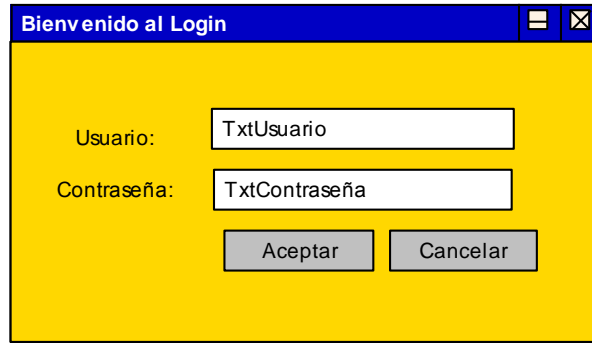 Bienvenido al Login
Usuario: TxtUsuario
Contraseña: TxtContraseña
Aceptar Cancelar